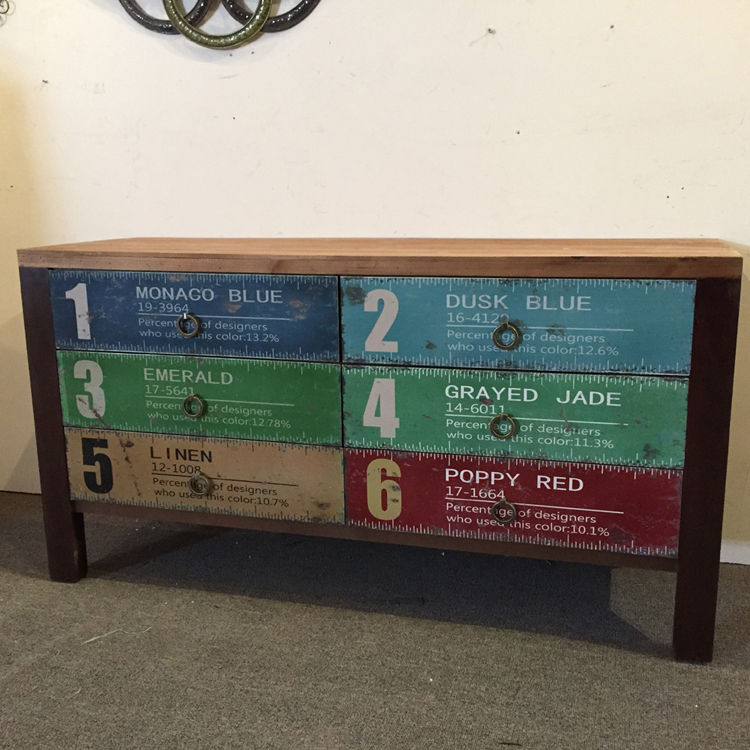 1
MONACO BLUE
19-3964
Percentage of designers
who used this color:13.2%
2
DUSK BLUE
16-412
Percentage of designers
who used this color:12.6%
3
EMERALD
17-5641
Percentage of designers
who used this color:12.78%
4
GRAYED JADE
14-6011
Percentage of designers
who used this color:11.3%
5
LINEN
12-1008
Percentage of designers
who used this color:10.7%
6
POPPY RED
17-1664
Percentage of designers
who used this color:10.1%